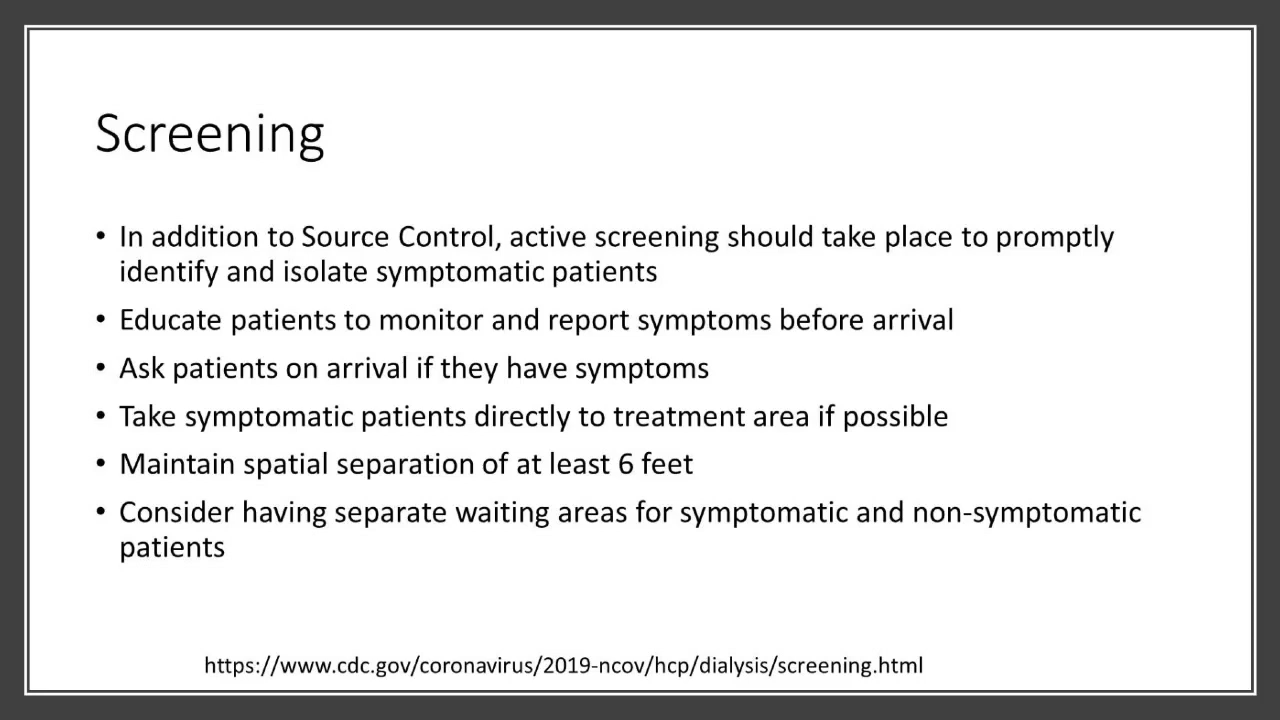 Screening
• In addition to Source Control, active screening should take place to promptly
identify and isolate symptomatic patients
• Educate patients to monitor and report symptoms before arrival
• Ask patients on arrival if they have symptoms
• Take symptomatic patients directly to treatment area if possible
• Maintain spatial separation of at least 6 feet
• Consider having separate waiting areas for symptomatic and non-symptomatic
patients
https://www.cdc.gov/coronavirus/2019-ncov/hcp/dialysis/screening.html